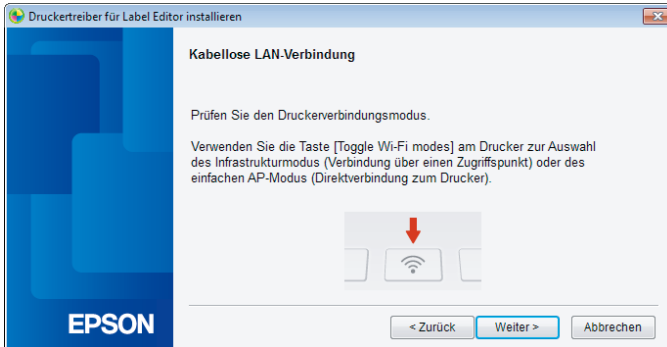 Druckertreiber für Label Editor installieren
Kabellose LAN-Verbindung
Prüfen Sie den Druckerverbindungsmodus.
Verwenden Sie die Taste [Toggle Wi-Fi modes] am Drucker zur Auswahl
des Infrastrukturmodus (Verbindung über einen Zugriffspunkt) oder des
einfachen AP-Modus (Direktverbindung zum Drucker).
EPSON
< Zurück Weiter > Abbrechen